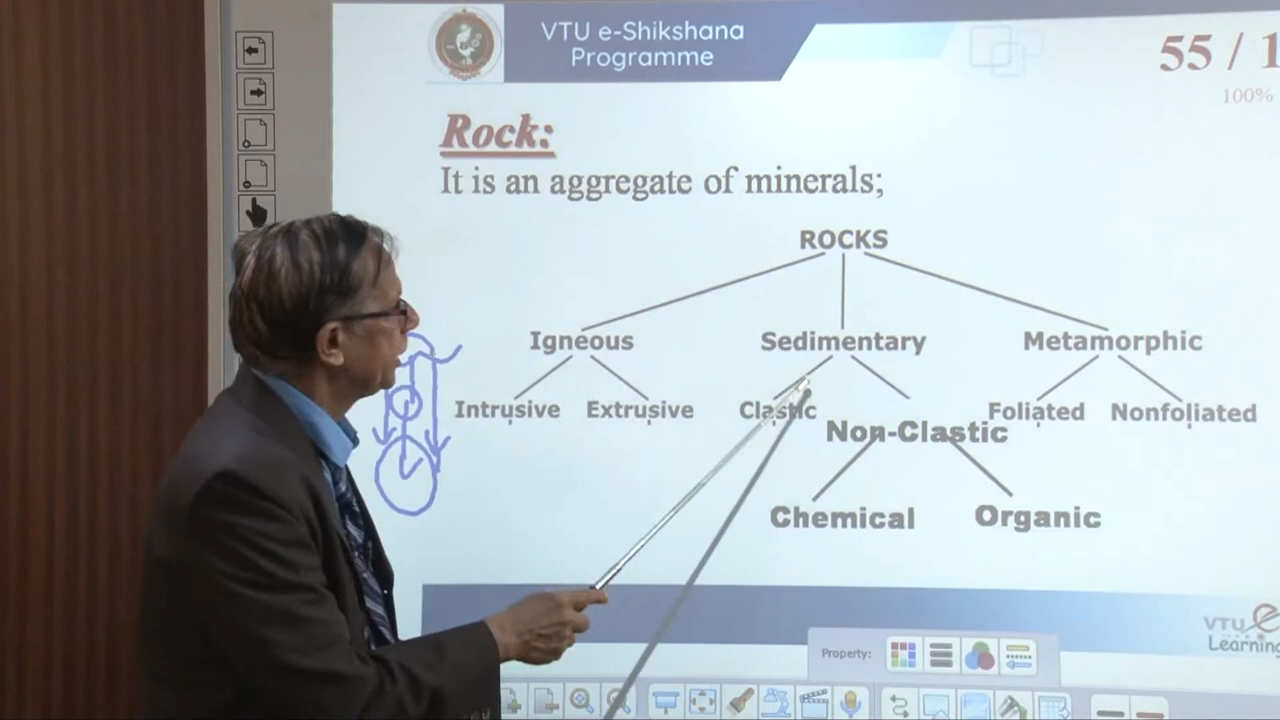 VTU e-Shikshana
Programme
55 / 1
100%
Rock:
It is an aggregate of minerals;
ROCKS
Igneous Sedimentary Metamorphic
Intrusive Extrusive Clastic Foliated Nonfoliated
Non-Clastic
Chemical Organic
VTU e
Learning
Property: